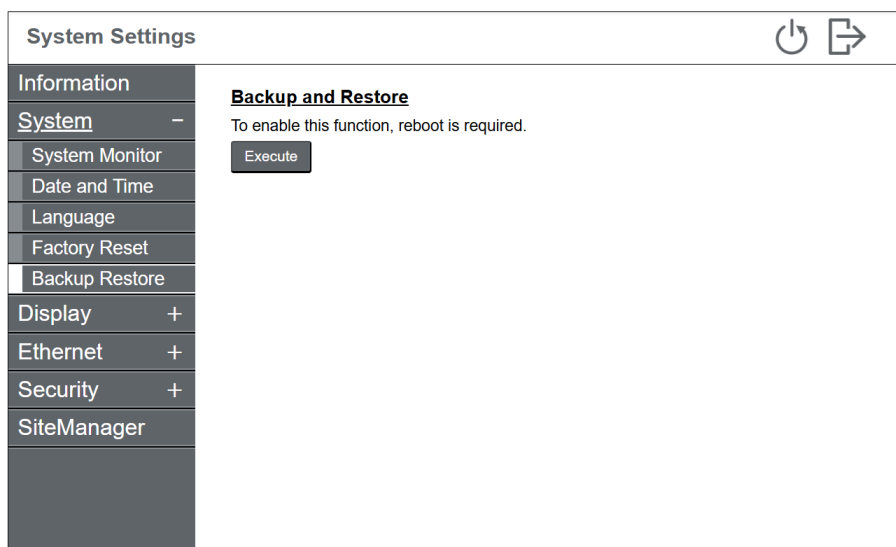 System Settings
Information
System −
System Monitor
Date and Time
Language
Factory Reset
Backup Restore
Display +
Ethernet +
Security +
SiteManager
Backup and Restore
To enable this function, reboot is required.
Execute